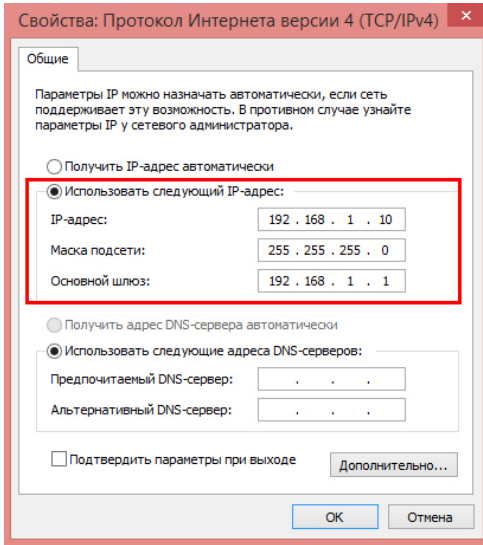 Свойства: Протокол Интернета версии 4 (TCP/IPv4)
Общие
Параметры IP можно назначать автоматически, если сеть
поддерживает эту возможность. В противном случае узнайте
параметры IP у сетевого администратора.
Получить IP-адрес автоматически
Использовать следующий IP-адрес:
IP-адрес: 192 . 168 . 1 . 10
Маска подсети: 255 . 255 . 255 . 0
Основной шлюз: 192 . 168 . 1 . 1
Получить адрес DNS-сервера автоматически
Использовать следующие адреса DNS-серверов:
Предпочитаемый DNS-сервер: . . .
Альтернативный DNS-сервер: . . .
Подтвердить параметры при выходе
Дополнительно...
ОК Отмена